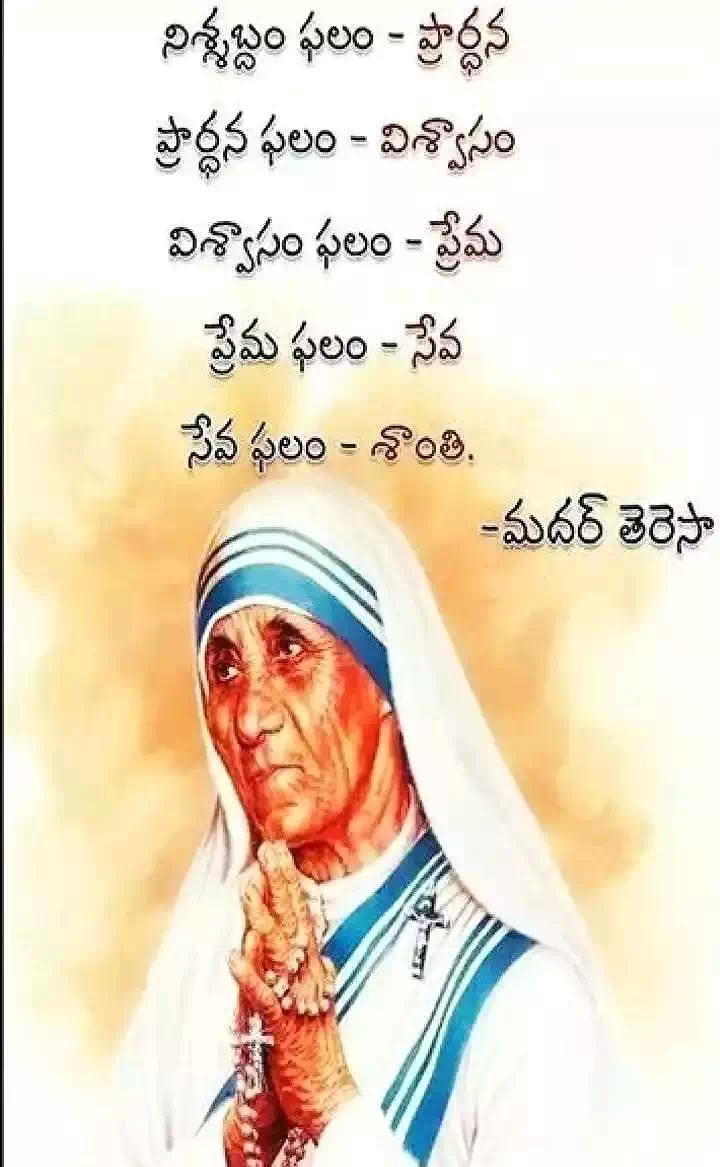 నిశ్శబ్దం ఫలం - ప్రార్థన
ప్రార్థన ఫలం - విశ్వాసం
విశ్వాసం ఫలం - ప్రేమ
ప్రేమ ఫలం - సేవ
సేవ ఫలం - శాంతి.
-మదర్ తెరెసా